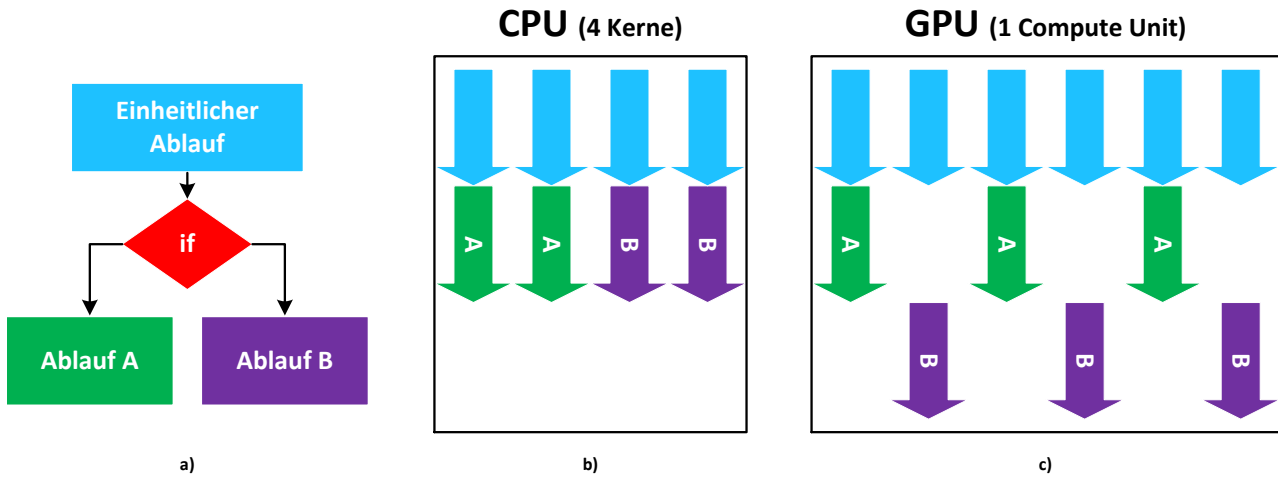 CPU (4 Kerne)
GPU (1 Compute Unit)
Einheitlicher
Ablauf
if
Ablauf A
Ablauf B
A
A
B
B
A
A
A
B
B
B
a)
b)
c)